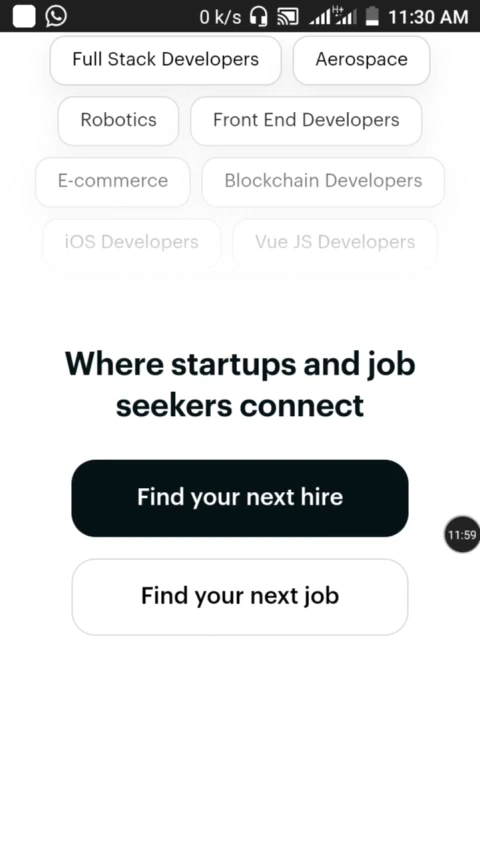 0 k/s H+ 11:30 AM
Full Stack Developers Aerospace
Robotics Front End Developers
E-commerce Blockchain Developers
iOS Developers Vue JS Developers
Where startups and job
seekers connect
Find your next hire
11:59
Find your next job